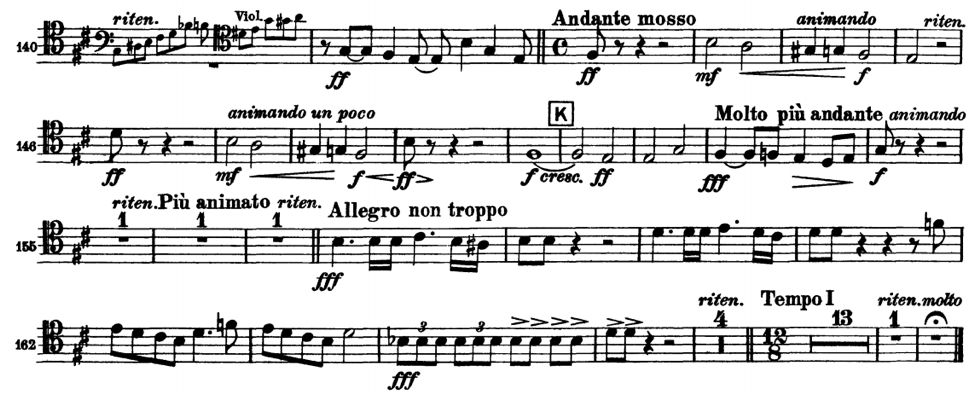 riten. Viol. Andante mosso animando riten.
140 ff ff mf f
animando un poco K Molto più andante animando
146 ff mf f ff f cresc. ff fff f
riten. Più animato riten. Allegro non troppo
1 1 1
155 fff
riten. Tempo I riten. molto
3 3 4 13 1
162 12
8
fff